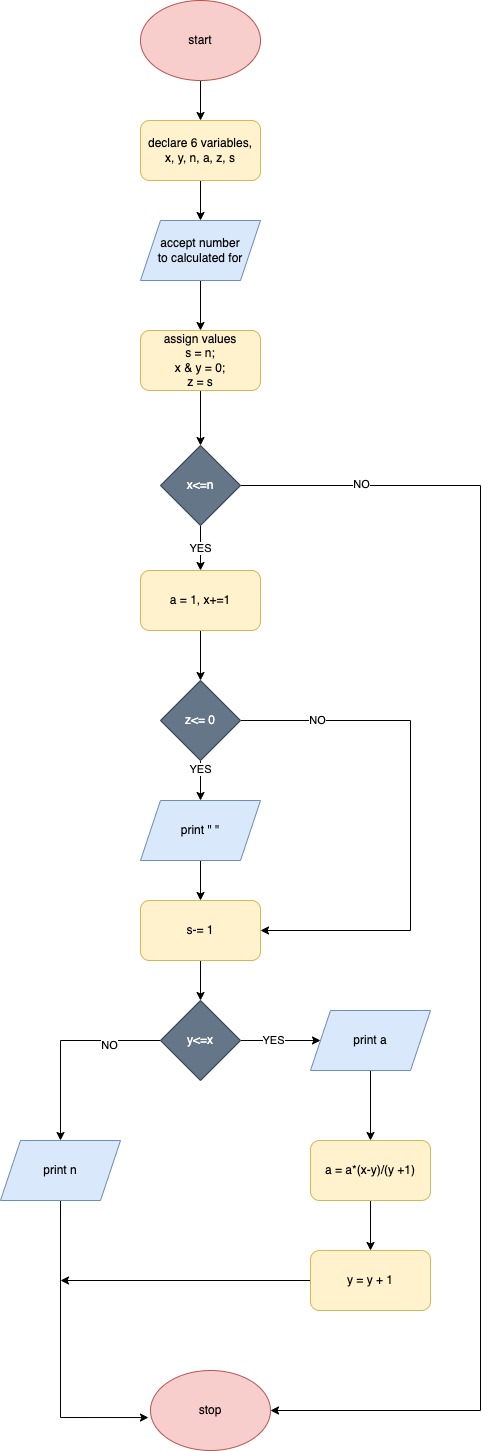 start
declare 6 variables,
x, y, n, a, z, s
accept number
to calculated for
assign values
s = n;
x & y = 0;
z = s
x<=n
NO
YES
a = 1, x+=1
z<= 0
NO
YES
print " "
s-= 1
y<=x
NO
YES
print a
print n
a = a*(x-y)/(y +1)
y = y + 1
stop